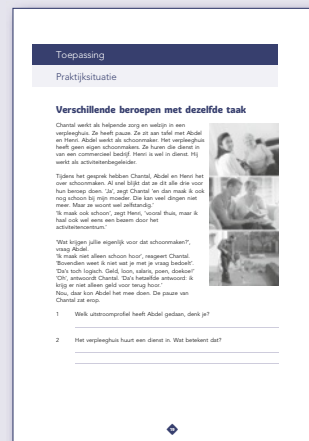 Toepassing
Praktijksituatie
Verschillende beroepen met dezelfde taak
Chantal werkt als helpende zorg en welzijn in een
verpleeghuis. Ze heeft pauze. Ze zit aan tafel met Abdel
en Henri. Abdel werkt als schoonmaker. Het verpleeghuis
heeft geen eigen schoonmakers. Ze huren die dienst in
van een commercieel bedrijf. Henri is wel in dienst. Hij
werkt als activiteitenbegeleider.
Tijdens het gesprek hebben Chantal, Abdel en Henri het
over schoonmaken. Al snel blijkt dat ze dit alle drie voor
hun beroep doen. 'Ja', zegt Chantal 'en dan maak ik ook
nog schoon bij mijn moeder. Die kan veel dingen niet
meer. Maar ze woont wel zelfstandig.'
'Ik maak ook schoon', zegt Henri, 'vooral thuis, maar ik
haal ook wel eens een bezem door het
activiteitencentrum.'
'Wat krijgen jullie eigenlijk voor dat schoonmaken?',
vraag Abdel.
'Ik maak niet alleen schoon hoor', reageert Chantal.
'Bovendien weet ik niet wat je met je vraag bedoelt'.
'Da's toch logisch. Geld, loon, salaris, poen, doekoe!'
'Oh', antwoordt Chantal. 'Da's hetzelfde antwoord: ik
krijg er niet alleen geld voor terug hoor.'
Nou, daar kon Abdel het mee doen. De pauze van
Chantal zat erop.
1 Welk uitstroomprofiel heeft Abdel gedaan, denk je?
2 Het verpleeghuis huurt een dienst in. Wat betekent dat?